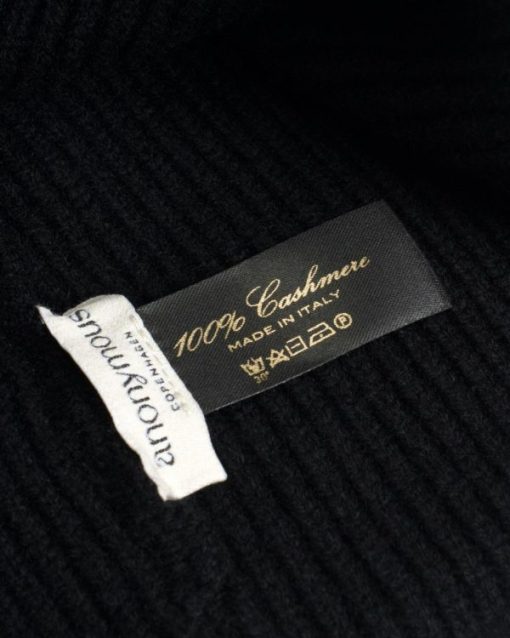 anonymous
COPENHAGEN
100% Cashmere
MADE IN ITALY
30°
P